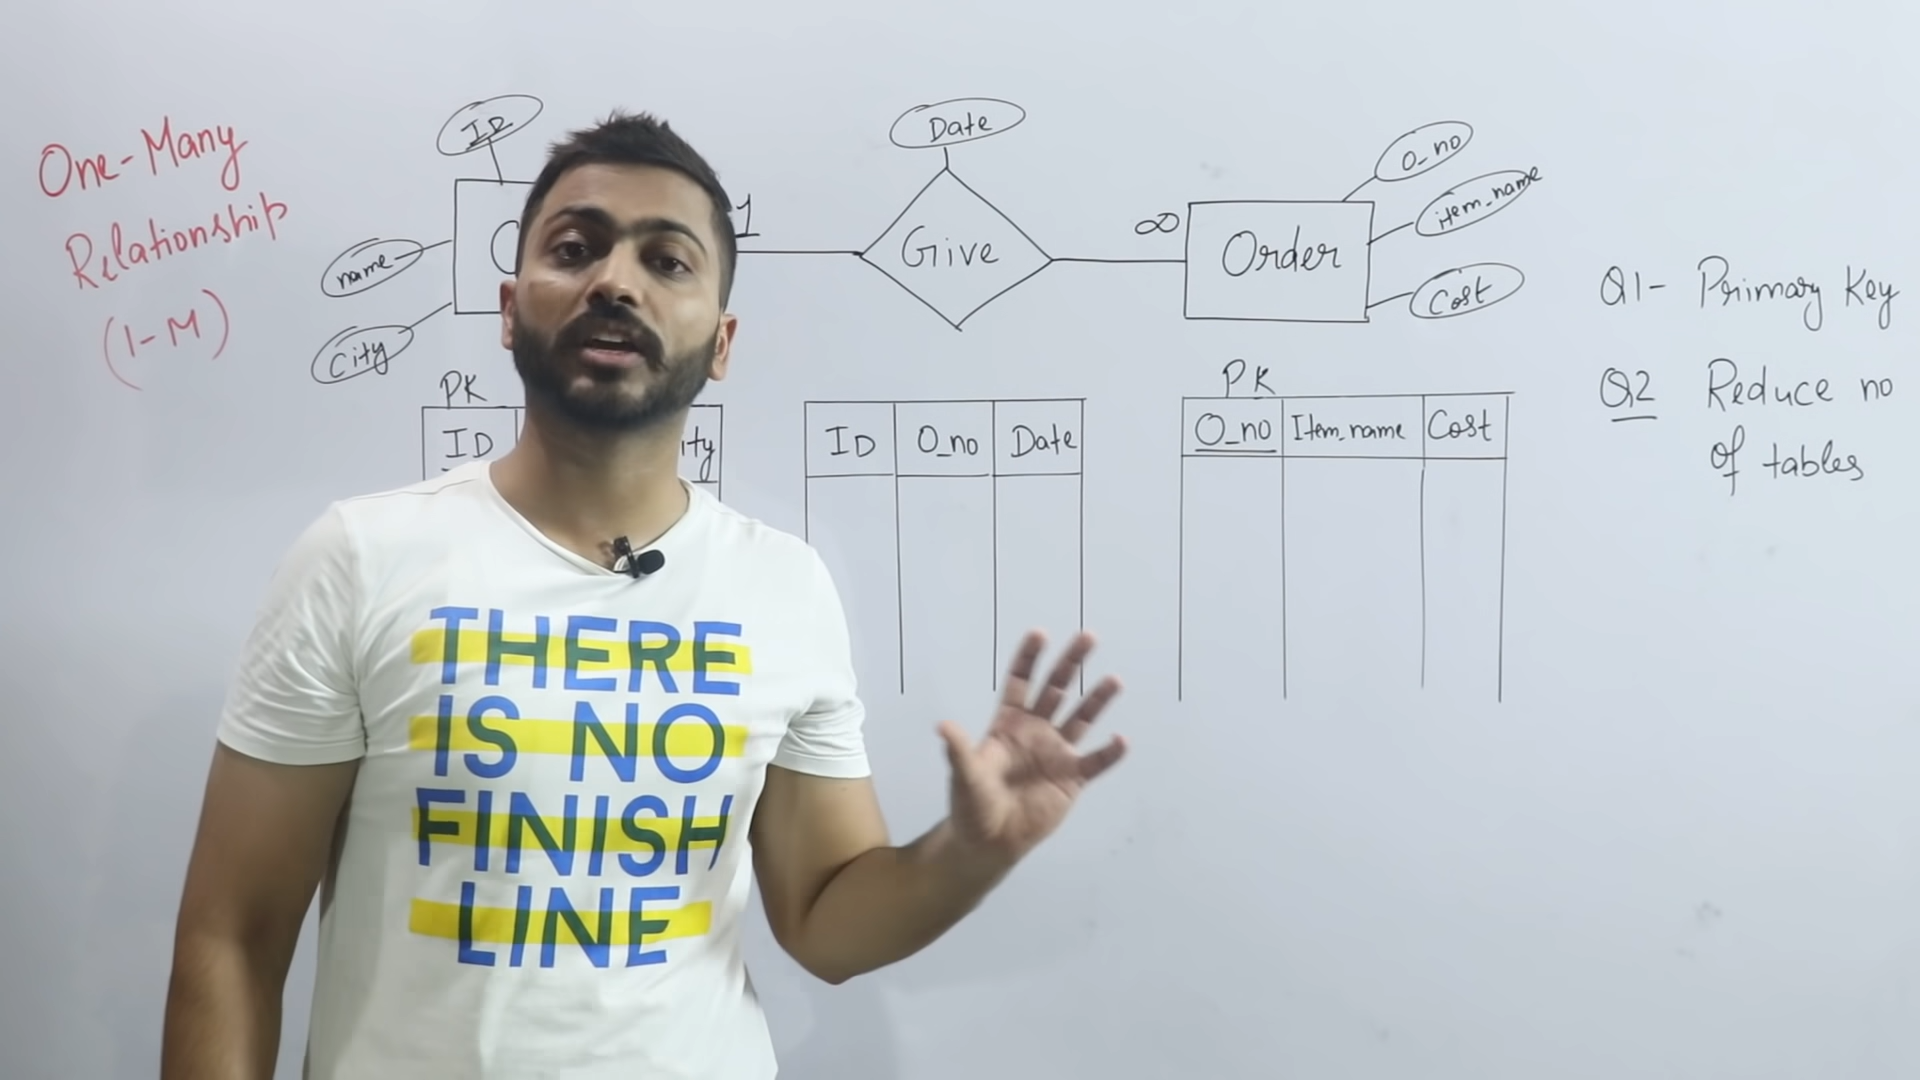 One-Many
Relationship
(1-M)
ID
name
City
1
Date
Give
∞
Order
O_no
item_name
Cost
Q1- Primary Key
Q2 Reduce no
of tables
PK
ID
ity
ID O_no Date
PK
O_no Item_name Cost
THERE
IS NO
FINISH
LINE